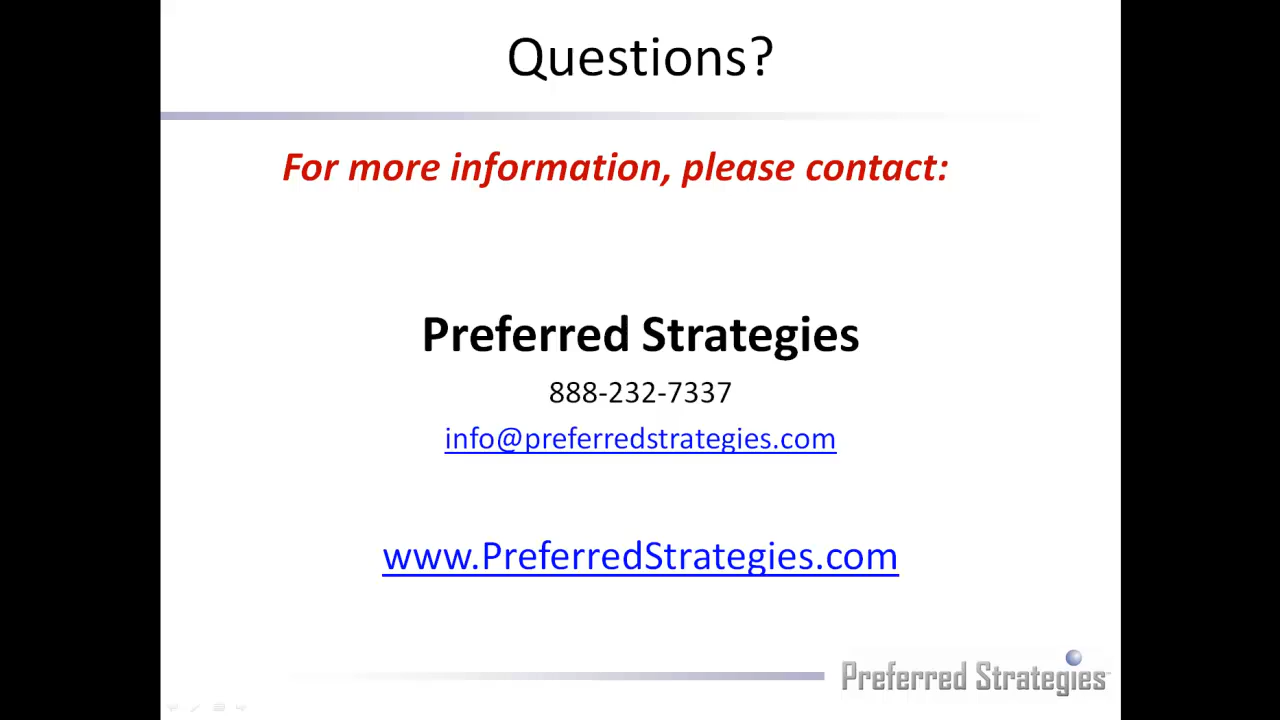 Questions?
For more information, please contact:
Preferred Strategies
888-232-7337
info@preferredstrategies.com
www.PreferredStrategies.com
Preferred Strategies